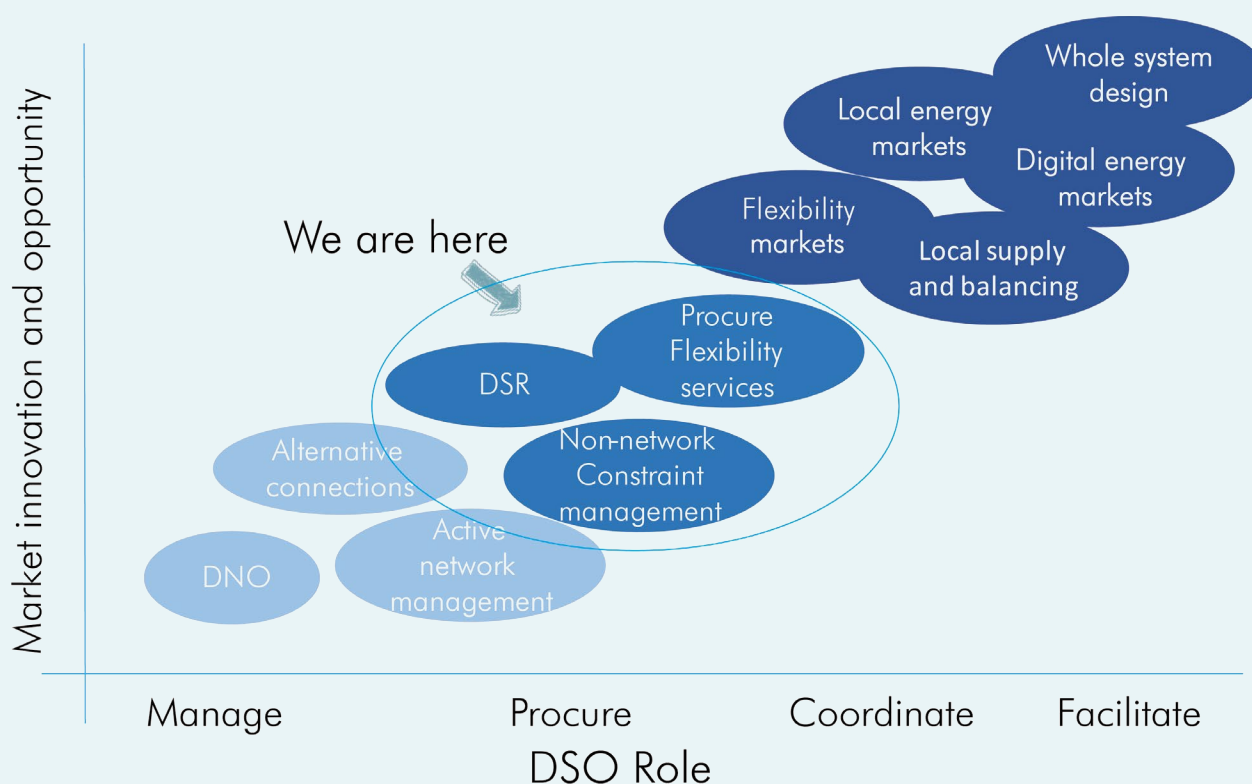 Market innovation and opportunity
Whole system
design
Local energy
markets
Digital energy
markets
Flexibility
markets
Local supply
and balancing
We are here
Procure
Flexibility
services
DSR
Non-network
Constraint
management
Alternative
connections
Active
network
management
DNO
Manage
Procure
Coordinate
Facilitate
DSO Role